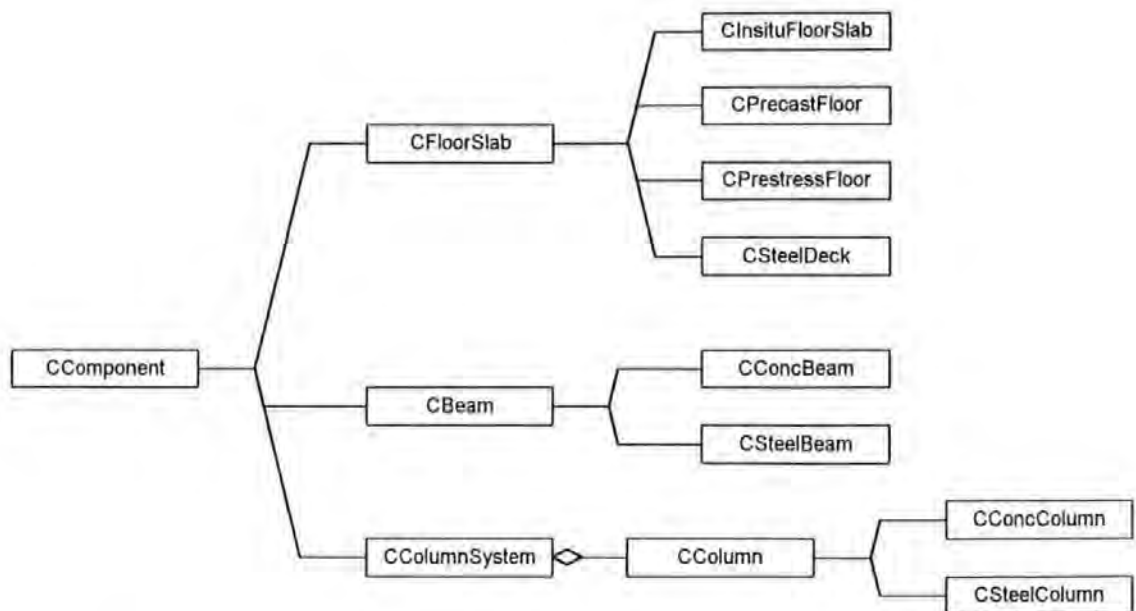 CInsituFloorSlab
CPrecastFloor
CFloorSlab
CPrestressFloor
CSteelDeck
CComponent
CConcBeam
CBeam
CSteelBeam
CConcColumn
CColumnSystem
CColumn
CSteelColumn